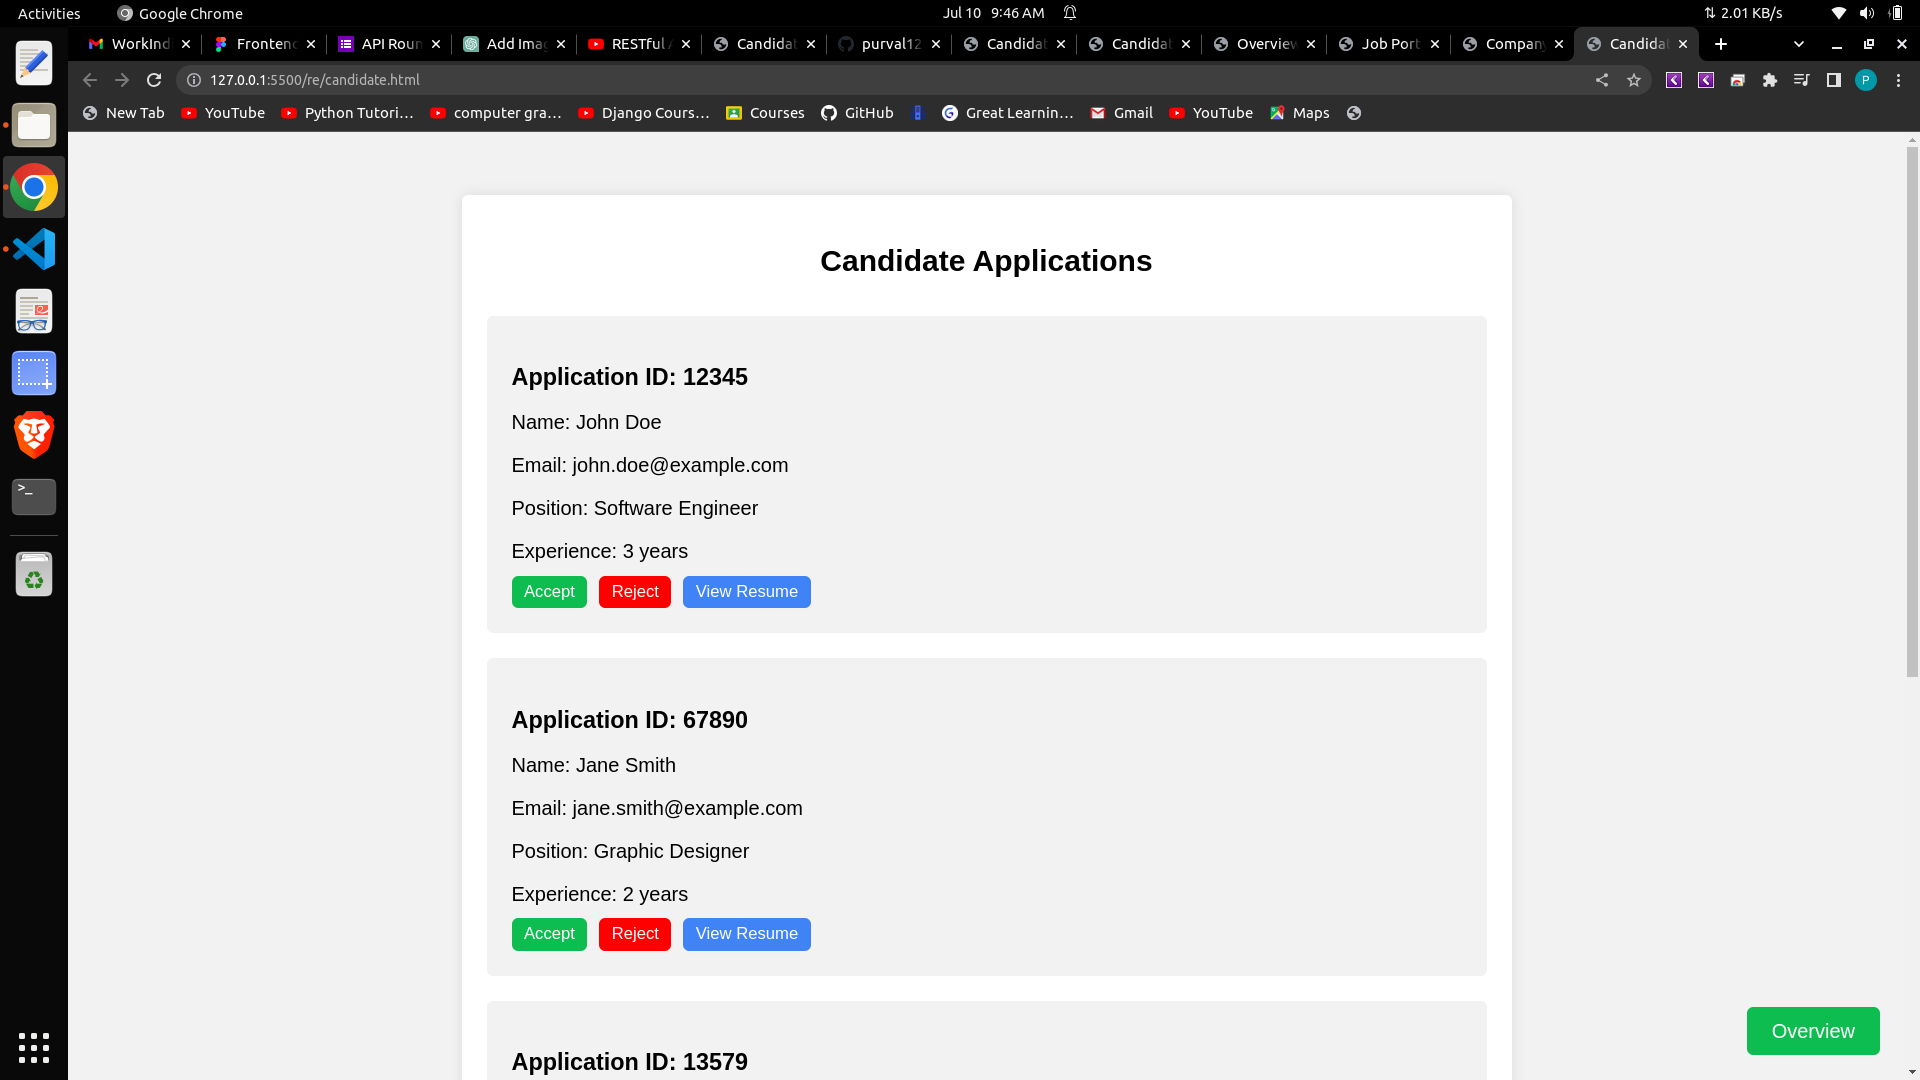 Activities Google Chrome Jul 10 9:46 AM 2.01 KB/s
WorkInd Frontend API Roun Add Imag RESTful A Candidat purval12 Candidat Candidat Overview Job Port Company Candidat
127.0.0.1:5500/re/candidate.html P
New Tab YouTube Python Tutori... computer gra... Django Cours... Courses GitHub Great Learnin... Gmail YouTube Maps
Candidate Applications
Application ID: 12345
Name: John Doe
Email: john.doe@example.com
Position: Software Engineer
Experience: 3 years
Accept Reject View Resume
Application ID: 67890
Name: Jane Smith
Email: jane.smith@example.com
Position: Graphic Designer
Experience: 2 years
Accept Reject View Resume
Application ID: 13579
Overview